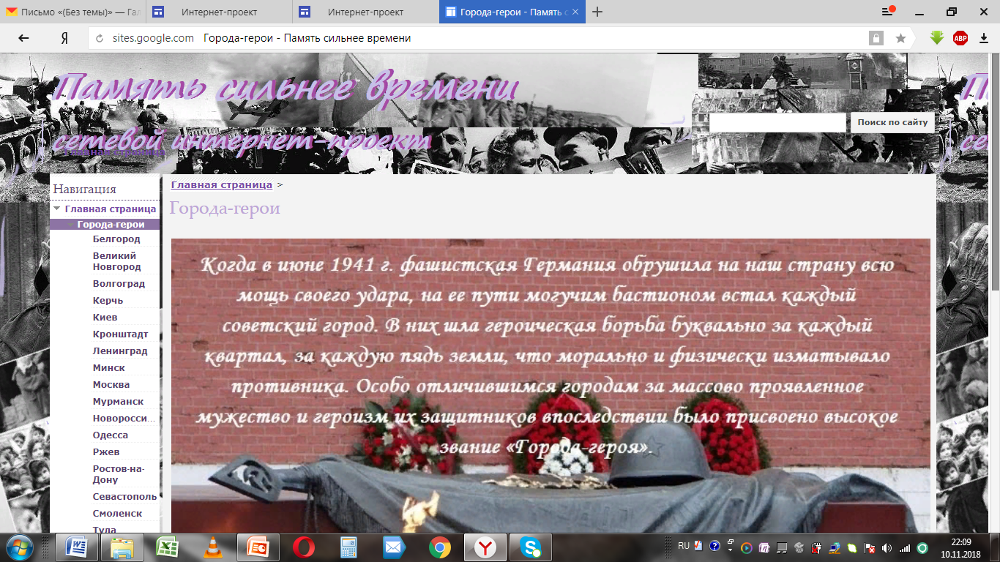 Письмо «(Без темы)» — Гал
Интернет-проект
Интернет-проект
Города-герои - Память с
sites.google.com Города-герои - Память сильнее времени
ABP
Память сильнее времени
сетевой интернет-проект
Поиск по сайту
Навигация
Главная страница
Города-герои
Белгород
Великий
Новгород
Волгоград
Керчь
Киев
Кронштадт
Ленинград
Минск
Москва
Мурманск
Новоросси...
Одесса
Ржев
Ростов-на-
Дону
Севастополь
Смоленск
Тула
Главная страница >
Города-герои
Когда в июне 1941 г. фашистская Германия обрушила на наш страну всю
мощь своего удара, на ее пути могучим бастионом встал каждый
советский город. В них шла героическая борьба буквально за каждый
квартал, за каждую пядь земли, что морально и физически изматывало
противника. Особо отличившимся городам за массово проявленное
мужество и героизм их защитников впоследствии было присвоено высокое
звание «Города-героя».
RU
22:09
10.11.2018